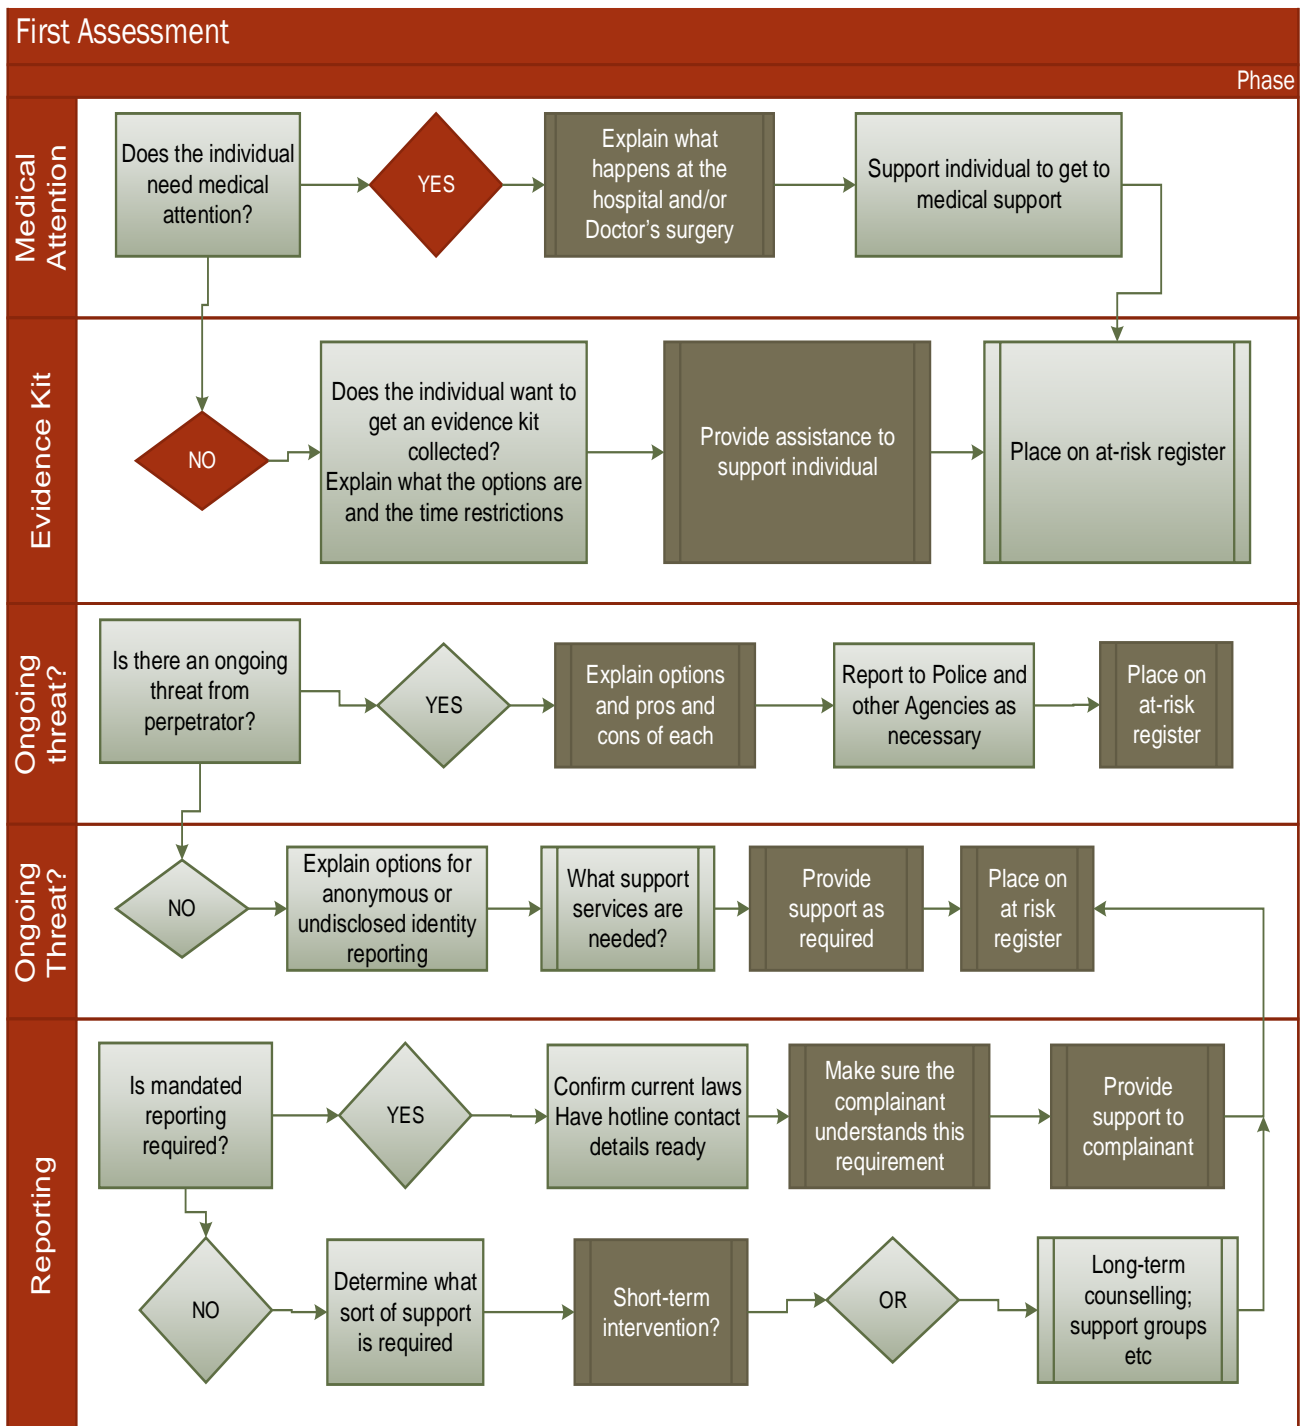 First Assessment
Phase
Medical
Attention
Does the individual
need medical
attention?
YES
Explain what
happens at the
hospital and/or
Doctor's surgery
Support individual to get to
medical support
Evidence Kit
NO
Does the individual want to
get an evidence kit
collected?
Explain what the options are
and the time restrictions
Provide assistance to
support individual
Place on at-risk register
Ongoing
threat?
Is there an ongoing
threat from
perpetrator?
YES
Explain options
and pros and
cons of each
Report to Police and
other Agencies as
necessary
Place on
at-risk
register
Ongoing
Threat?
NO
Explain options for
anonymous or
undisclosed identity
reporting
What support
services are
needed?
Provide
support as
required
Place on
at risk
register
Reporting
Is mandated
reporting
required?
YES
Confirm current laws
Have hotline contact
details ready
Make sure the
complainant
understands this
requirement
Provide
support to
complainant
NO
Determine what
sort of support
is required
Short-term
intervention?
OR
Long-term
counselling;
support groups
etc